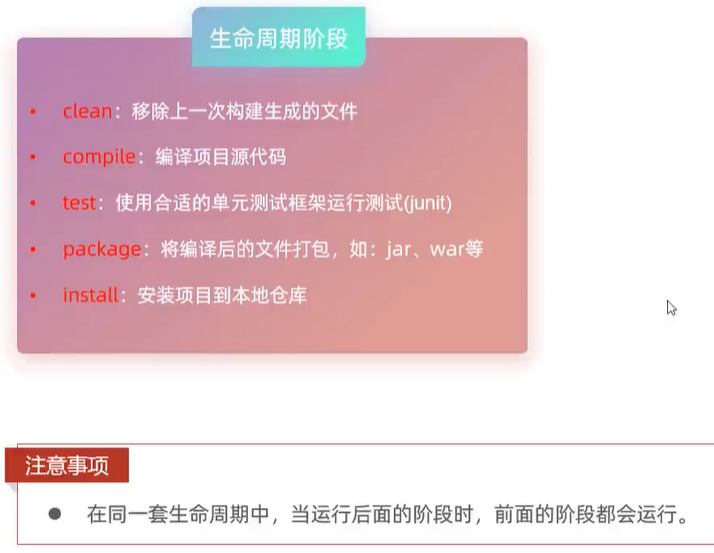 生命周期阶段
• clean：移除上一次构建生成的文件
• compile：编译项目源代码
• test：使用合适的单元测试框架运行测试(junit)
• package：将编译后的文件打包，如：jar、war等
• install：安装项目到本地仓库
注意事项
● 在同一套生命周期中，当运行后面的阶段时，前面的阶段都会运行。